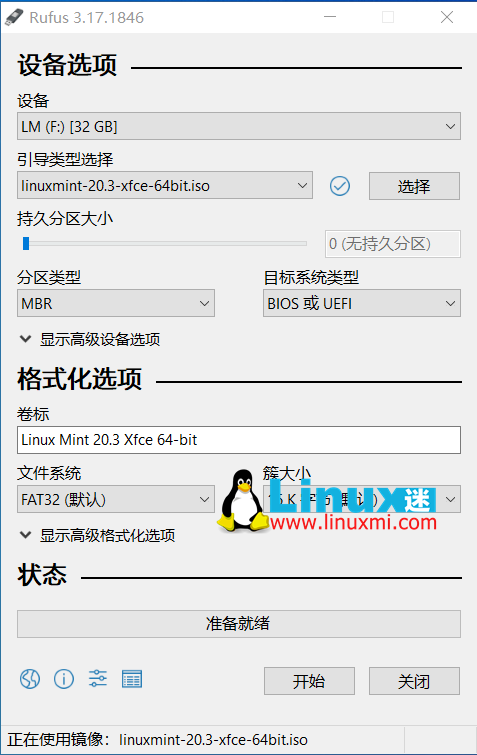 Rufus 3.17.1846
设备选项
设备
LM (F:) [32 GB]
引导类型选择
linuxmint-20.3-xfce-64bit.iso
选择
持久分区大小
0 (无持久分区)
分区类型
目标系统类型
MBR
BIOS 或 UEFI
显示高级设备选项
格式化选项
卷标
Linux Mint 20.3 Xfce 64-bit
文件系统
簇大小
FAT32 (默认)
Linux迷
www.linuxmi.com
显示高级格式化选项
状态
准备就绪
开始
关闭
正在使用镜像：linuxmint-20.3-xfce-64bit.iso